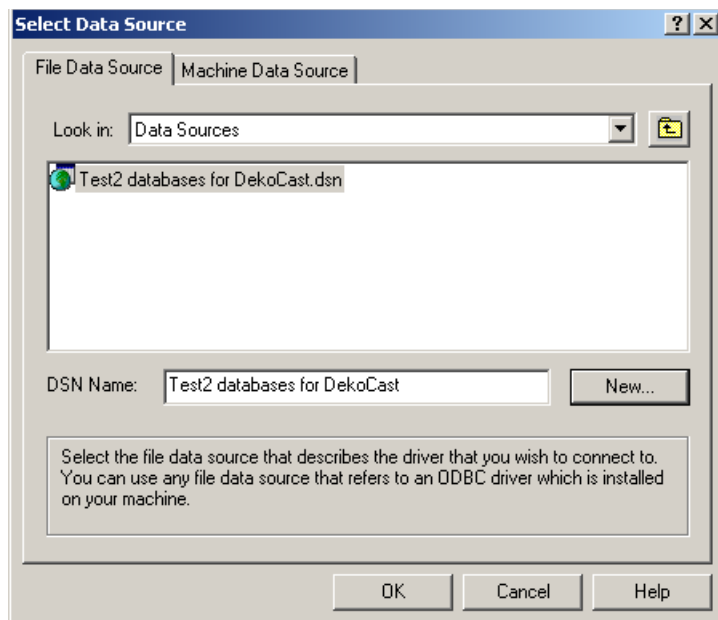 Select Data Source
File Data Source
Machine Data Source
Look in:
Data Sources
Test2 databases for DekoCast.dsn
DSN Name:
Test2 databases for DekoCast
New...
Select the file data source that describes the driver that you wish to connect to.
You can use any file data source that refers to an ODBC driver which is installed
on your machine.
OK
Cancel
Help